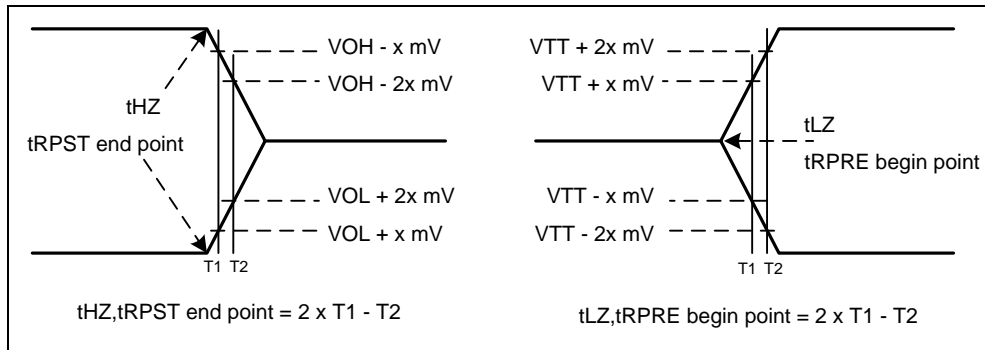 VOH - x mV
VOH - 2x mV
tHZ
tRPST end point
VOL + 2x mV
VOL + x mV
T1 T2
tHZ,tRPST end point = 2 x T1 - T2
VTT + 2x mV
VTT + x mV
tLZ
tRPRE begin point
VTT - x mV
VTT - 2x mV
T1 T2
tLZ,tRPRE begin point = 2 x T1 - T2